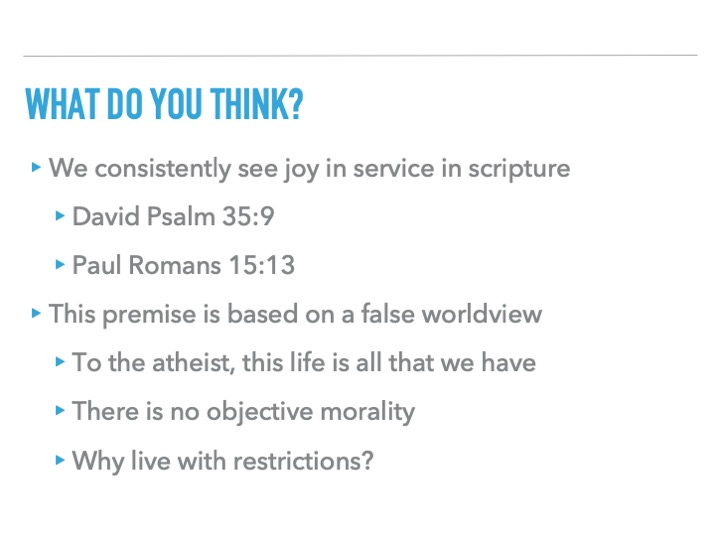 WHAT DO YOU THINK?
‣ We consistently see joy in service in scripture
‣ David Psalm 35:9
‣ Paul Romans 15:13
‣ This premise is based on a false worldview
‣ To the atheist, this life is all that we have
‣ There is no objective morality
‣ Why live with restrictions?